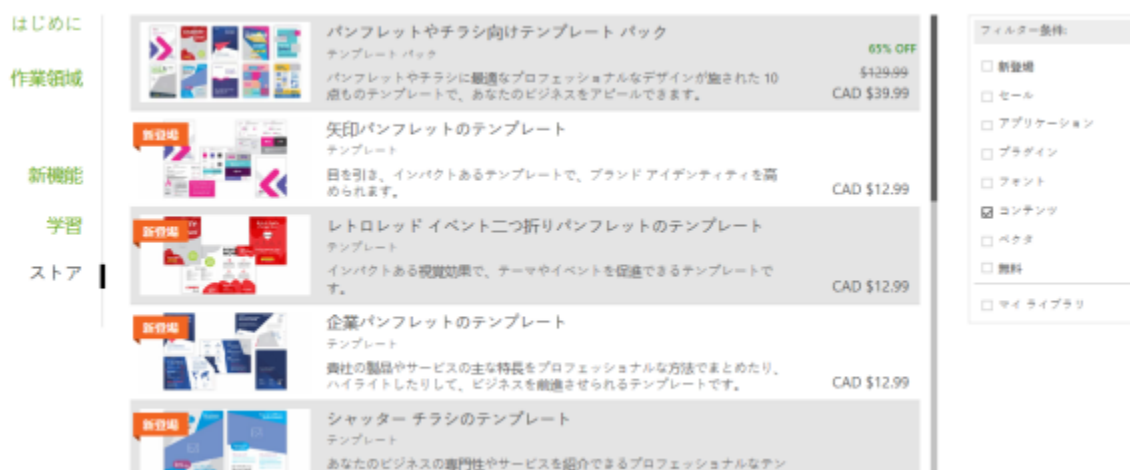 はじめに
作業領域
新機能
学習
ストア
パンフレットやチラシ向けテンプレート パック
テンプレート パック
パンフレットやチラシに最適なプロフェッショナルなデザインが施された 10
点ものテンプレートで、あなたのビジネスをアピールできます。
65% OFF
$129.99
CAD $39.99
新登場
矢印パンフレットのテンプレート
テンプレート
目を引き、インパクトあるテンプレートで、ブランド アイデンティティを高
められます。
CAD $12.99
新登場
レトロレッド イベント二つ折りパンフレットのテンプレート
テンプレート
インパクトある視覚効果で、テーマやイベントを促進できるテンプレートで
す。
CAD $12.99
新登場
企業パンフレットのテンプレート
テンプレート
貴社の製品やサービスの主な特長をプロフェッショナルな方法でまとめたり、
ハイライトしたりして、ビジネスを前進させられるテンプレートです。
CAD $12.99
新登場
シャッター チラシのテンプレート
テンプレート
あなたのビジネスの専門性やサービスを紹介できるプロフェッショナルなテン
フィルター条件:
新登場
セール
アプリケーション
プラグイン
フォント
コンテンツ
ベクタ
無料
マイ ライブラリ